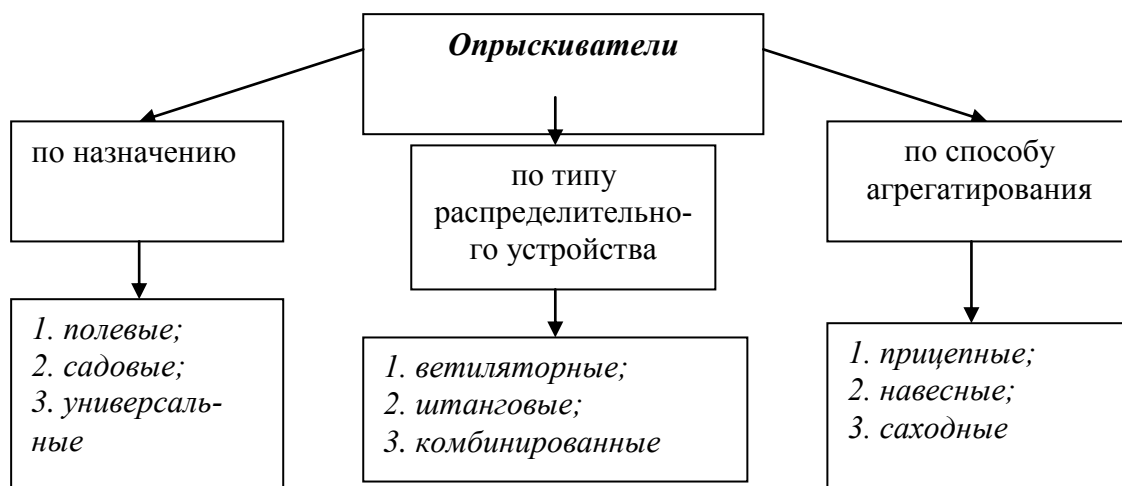 Опрыскиватели
по назначению
по типу
распределительно-
го устройства
по способу
агрегатирования
1. полевые;
2. садовые;
3. универсаль-
ные
1. ветиляторные;
2. штанговые;
3. комбинированные
1. прицепные;
2. навесные;
3. саходные